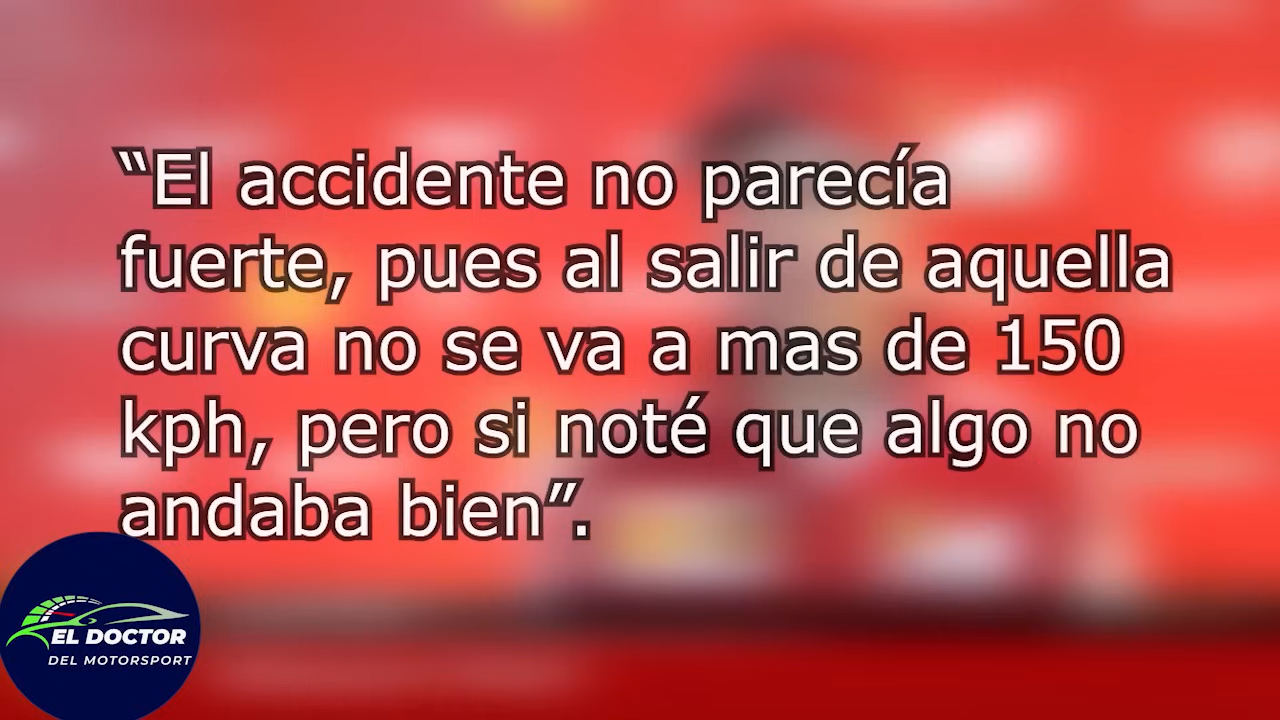 “El accidente no parecía
fuerte, pues al salir de aquella
curva no se va a mas de 150
kph, pero si noté que algo no
andaba bien”.
EL DOCTOR
DEL MOTORSPORT